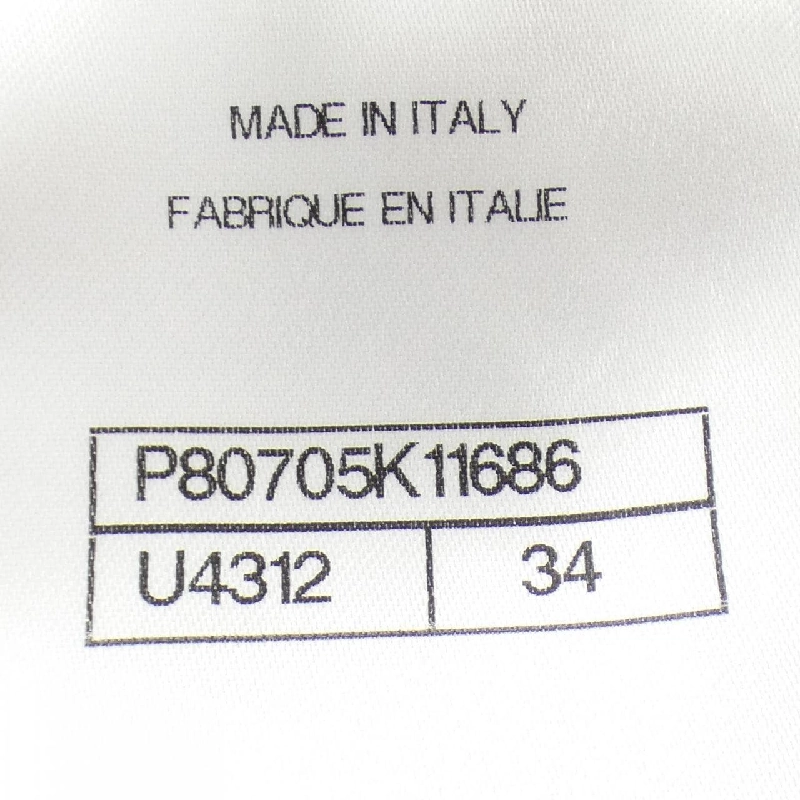 MADE IN ITALY
FABRIQUE EN ITALIE
P80705K11686
U4312 34